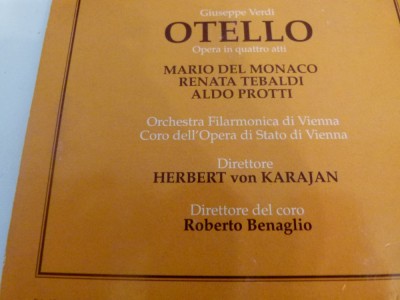 Giuseppe Verdi
OTELLO
Opera in quattro atti
MARIO DEL MONACO
RENATA TEBALDI
ALDO PROTTI
Orchestra Filarmonica di Vienna
Coro dell'Opera di Stato di Vienna
Direttore
HERBERT von KARAJAN
Direttore del coro
Roberto Benaglio